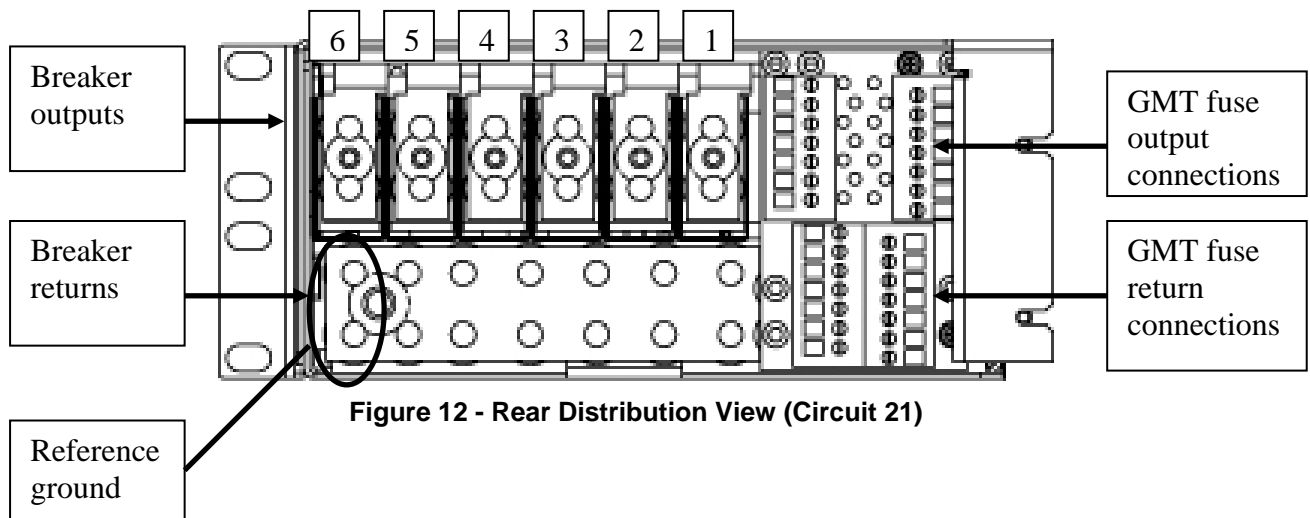 6 5 4 3 2 1
Breaker
outputs
GMT fuse
output
connections
Breaker
returns
GMT fuse
return
connections
Figure 12 - Rear Distribution View (Circuit 21)
Reference
ground